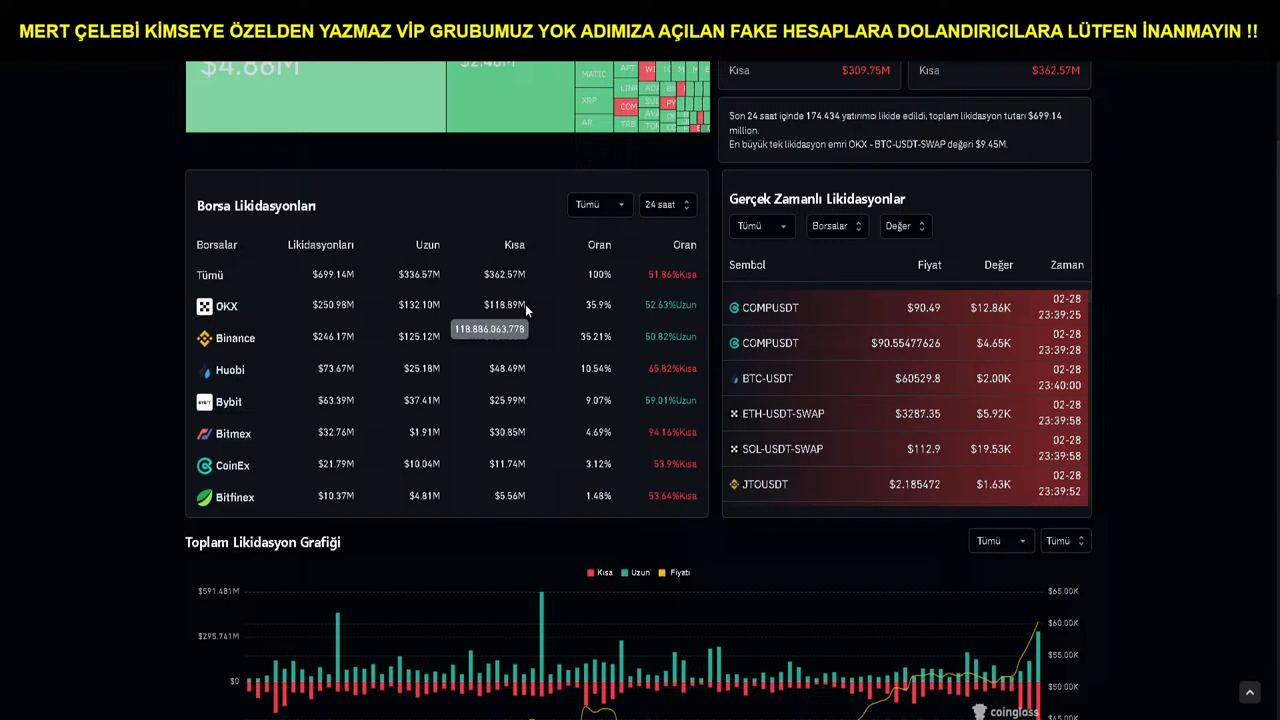 MERT ÇELEBİ KİMSEYE ÖZELDEN YAZMAZ VİP GRUBUMUZ YOK ADIMIZA AÇILAN FAKE HESAPLARA DOLANDIRICILARA LÜTFEN İNANMAYIN !!
$4.88M
MATIC
XRP
AR
COM
TRB
Kısa $309.75M
Kısa $362.57M
Son 24 saat içinde 174.434 yatırımcı likide edildi, toplam likidasyon tutarı $699.14
million.
En büyük tek likidasyon emri OKX - BTC-USDT-SWAP değeri $9.45M.
Borsa Likidasyonları
Tümü
24 saat
Borsalar Likidasyonları Uzun Kısa Oran Oran
Tümü $699.14M $336.57M $362.57M 100% 51.86%Kısa
OKX $250.98M $132.10M $118.89M 35.9% 52.63%Uzun
118.886.063,778
Binance $246.17M $125.12M 35.21% 50.82%Uzun
Huobi $73.67M $25.18M $48.49M 10.54% 65.82%Kısa
Bybit $63.39M $37.41M $25.99M 9.07% 59.01%Uzun
Bitmex $32.76M $1.91M $30.85M 4.69% 94.16%Kısa
CoinEx $21.79M $10.04M $11.74M 3.12% 53.9%Kısa
Bitfinex $10.37M $4.81M $5.56M 1.48% 53.64%Kısa
Gerçek Zamanlı Likidasyonlar
Tümü
Borsalar
Değer
Sembol Fiyat Değer Zaman
COMPUSDT $90.49 $12.86K 02-28 23:39:25
COMPUSDT $90.55477626 $4.65K 02-28 23:39:28
BTC-USDT $60529.8 $2.00K 02-28 23:40:00
ETH-USDT-SWAP $3287.35 $5.92K 02-28 23:39:58
SOL-USDT-SWAP $112.9 $19.53K 02-28 23:39:58
JTOUSDT $2.185472 $1.63K 02-28 23:39:52
Toplam Likidasyon Grafiği
Tümü
Tümü
Kısa Uzun Fiyatı
$591.481M $65.00K
$295.741M $60.00K
$55.00K
$0 $50.00K
$45.00K
coinglass